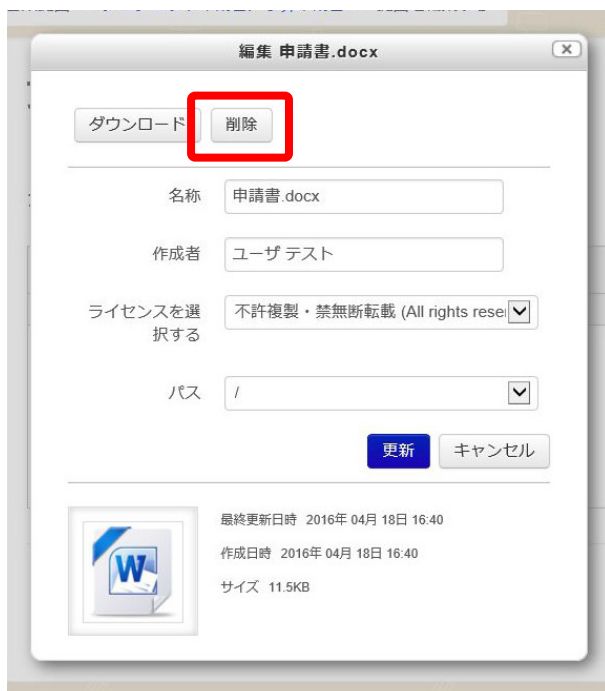 編集 申請書.docx
ダウンロード 削除
名称 申請書.docx
作成者 ユーザ テスト
ライセンスを選
択する 不許複製・禁無断転載 (All rights rese
パス /
更新 キャンセル
最終更新日時 2016年 04月 18日 16:40
作成日時 2016年 04月 18日 16:40
サイズ 11.5KB
W